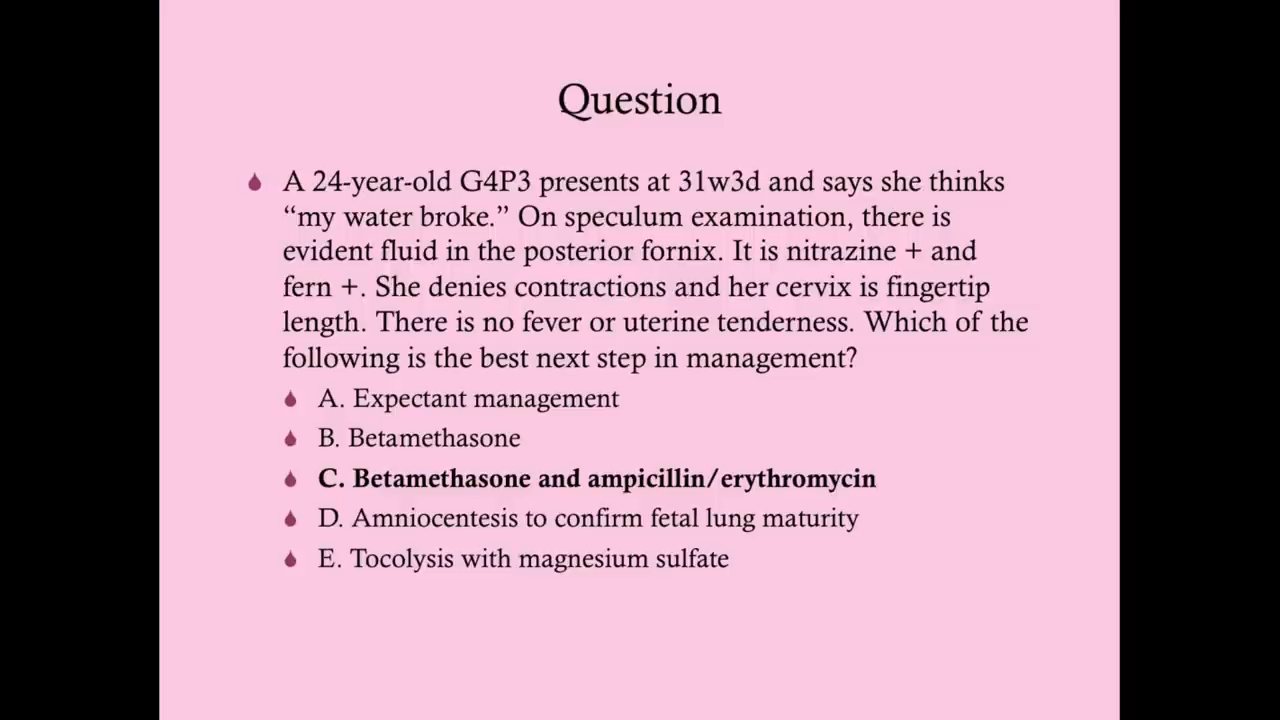 Question
A 24-year-old G4P3 presents at 31w3d and says she thinks
“my water broke.” On speculum examination, there is
evident fluid in the posterior fornix. It is nitrazine + and
fern +. She denies contractions and her cervix is fingertip
length. There is no fever or uterine tenderness. Which of the
following is the best next step in management?
A. Expectant management
B. Betamethasone
C. Betamethasone and ampicillin/erythromycin
D. Amniocentesis to confirm fetal lung maturity
E. Tocolysis with magnesium sulfate